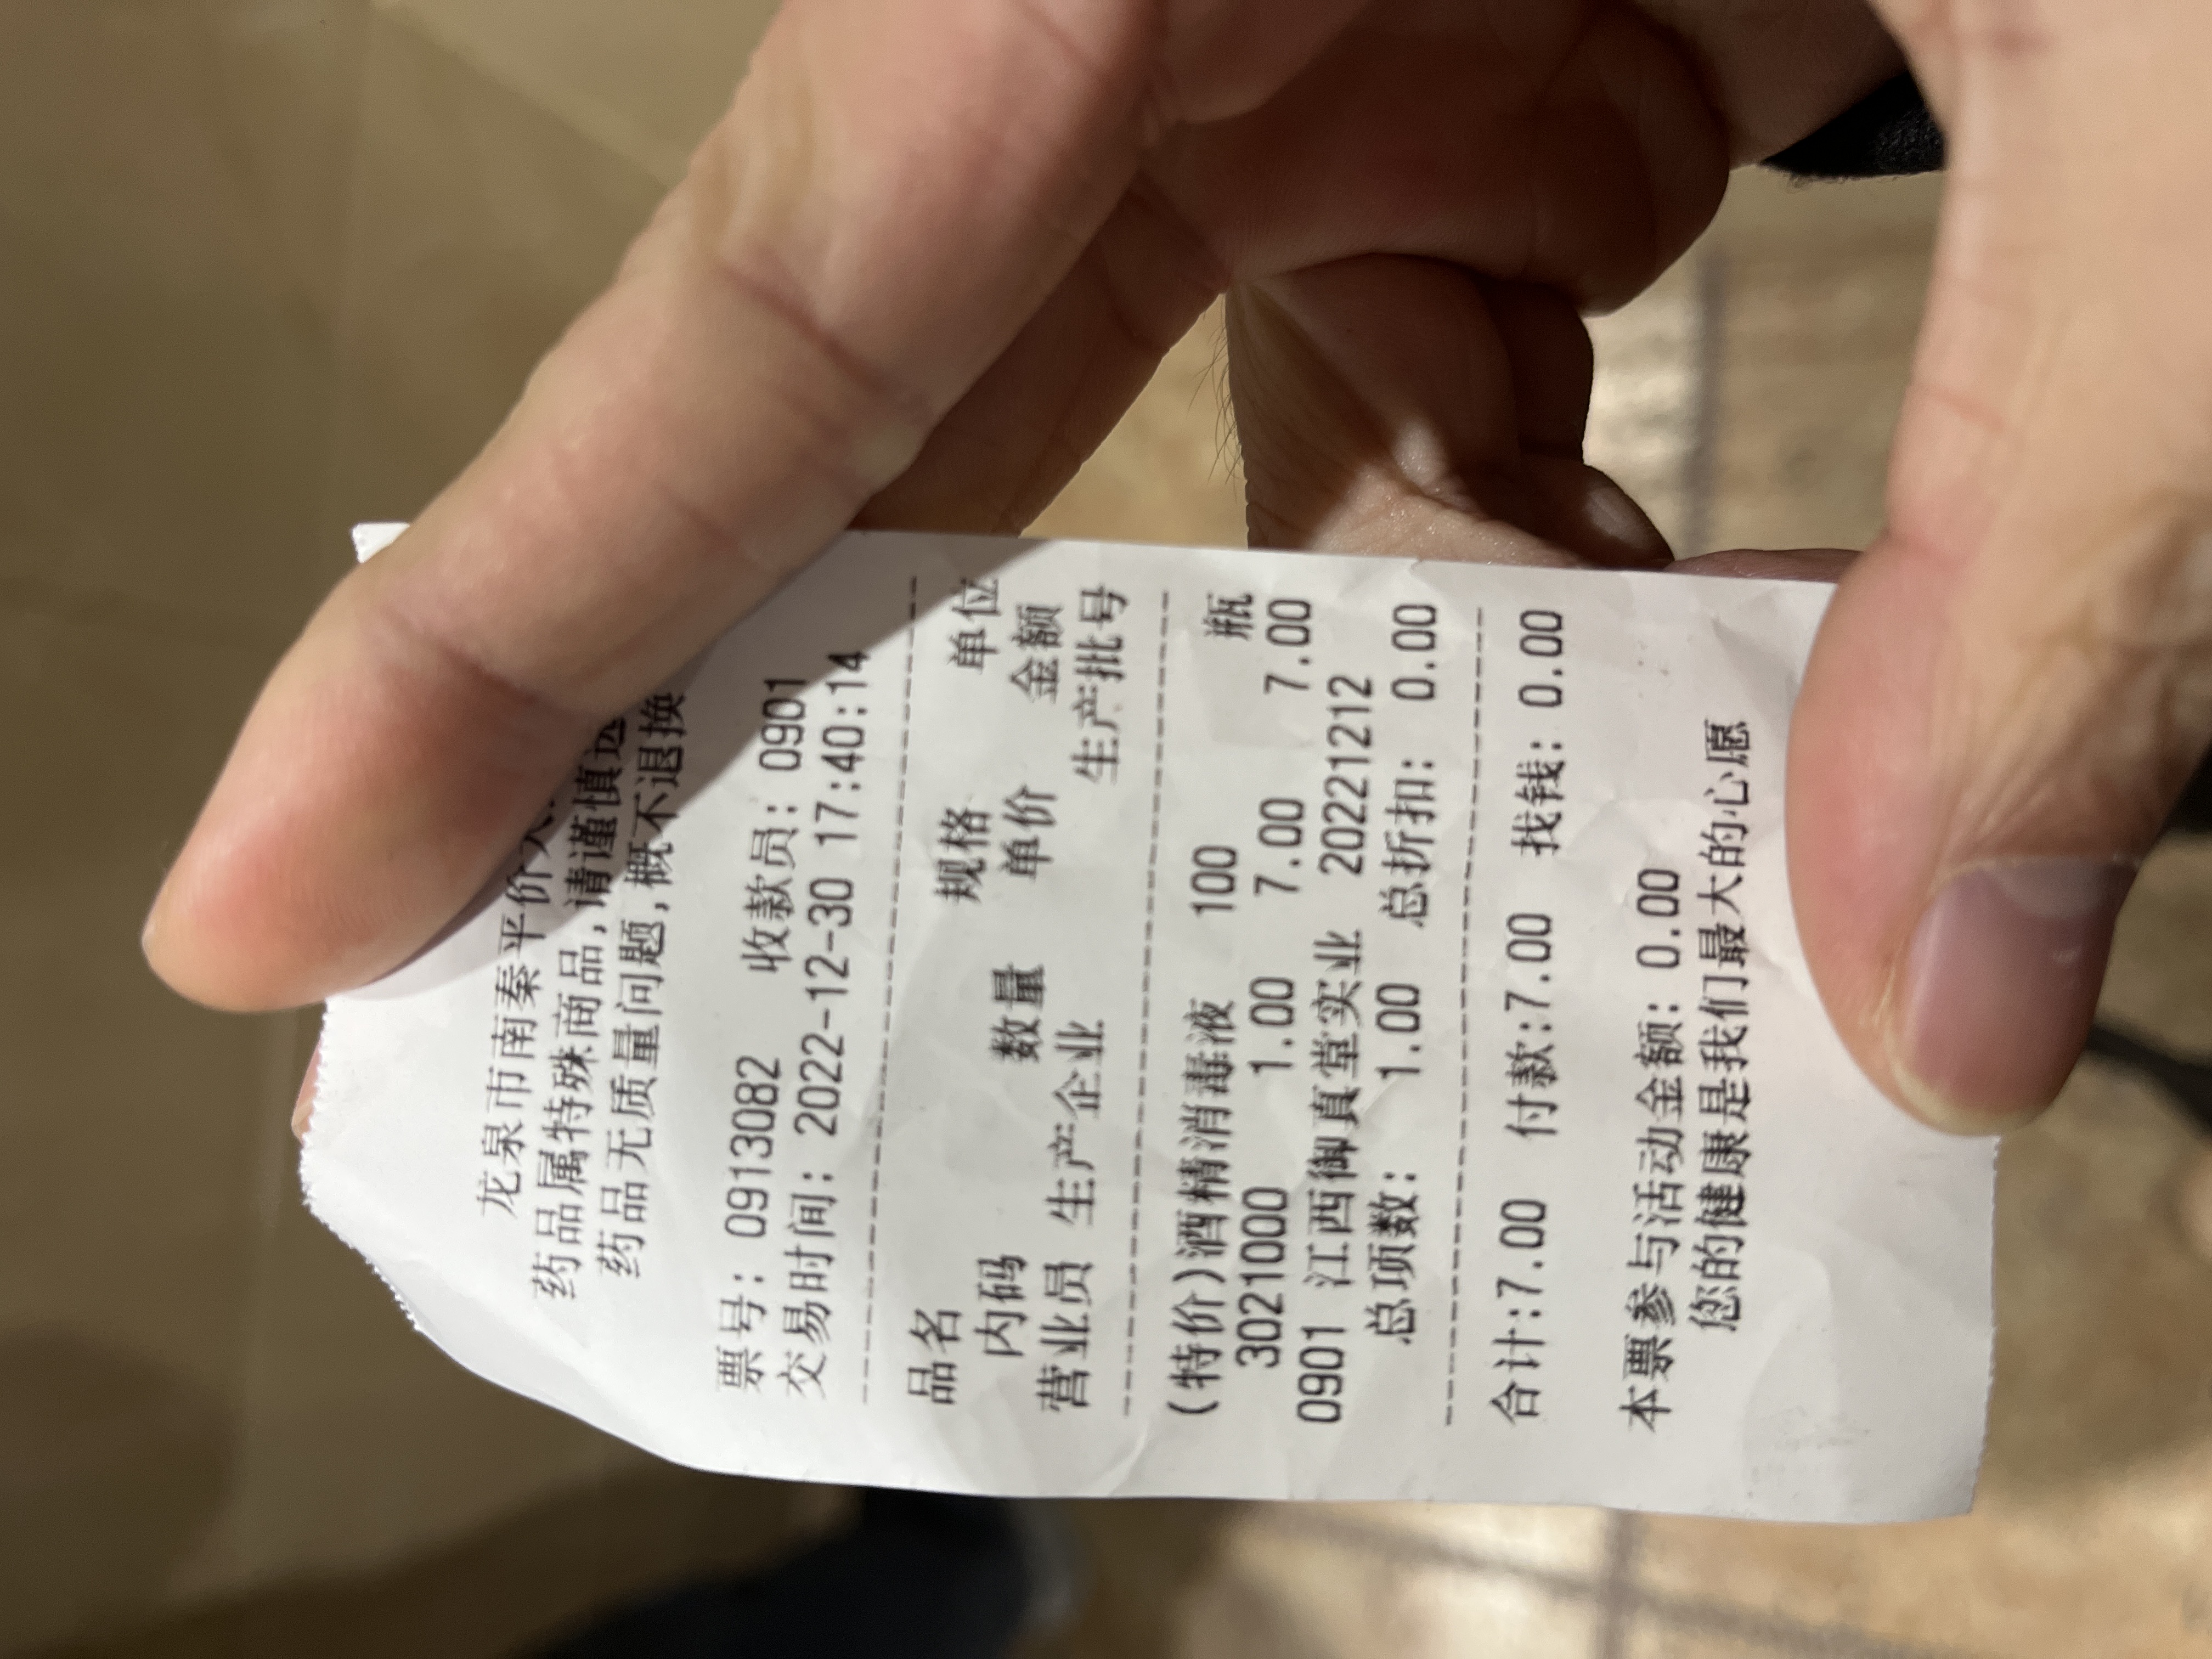 龙泉市南秦平价
药品属特殊商品,请谨慎
药品无质量问题,概不退换
票号: 0913082 收款员: 0901
交易时间: 2022-12-30 17:40:14
品名 规格 单位
内码 数量 单价 金额
营业员 生产企业 生产批号
(特价)酒精消毒液 100 瓶
3021000 1.00 7.00 7.00
0901 江西御真堂实业 20221212
总项数: 1.00 总折扣: 0.00
合计:7.00 付款:7.00 找钱: 0.00
本票参与活动金额: 0.00
您的健康是我们最大的心愿